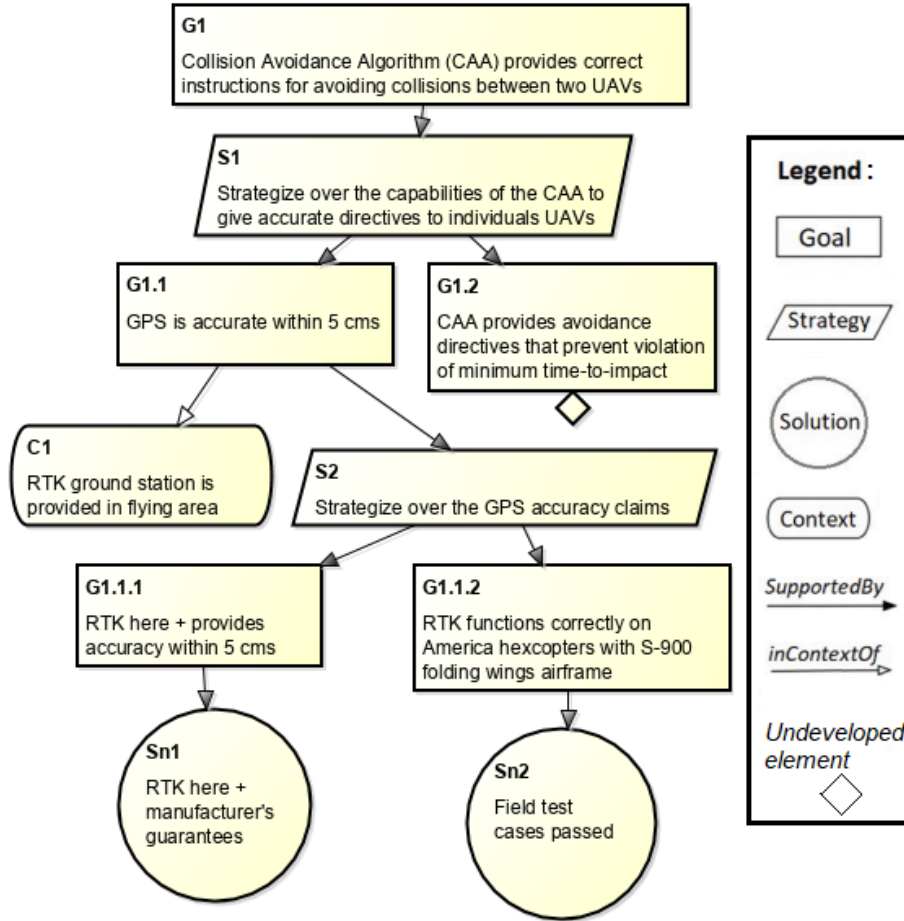 G1
Collision Avoidance Algorithm (CAA) provides correct
instructions for avoiding collisions between two UAVs
S1
Strategize over the capabilities of the CAA to
give accurate directives to individuals UAVs
G1.1
GPS is accurate within 5 cms
G1.2
CAA provides avoidance
directives that prevent violation
of minimum time-to-impact
C1
RTK ground station is
provided in flying area
S2
Strategize over the GPS accuracy claims
G1.1.1
RTK here + provides
accuracy within 5 cms
G1.1.2
RTK functions correctly on
America hexcopters with S-900
folding wings airframe
Sn1
RTK here +
manufacturer's
guarantees
Sn2
Field test
cases passed
Legend :
Goal
Strategy
Solution
Context
SupportedBy
inContextOf
Undeveloped
element